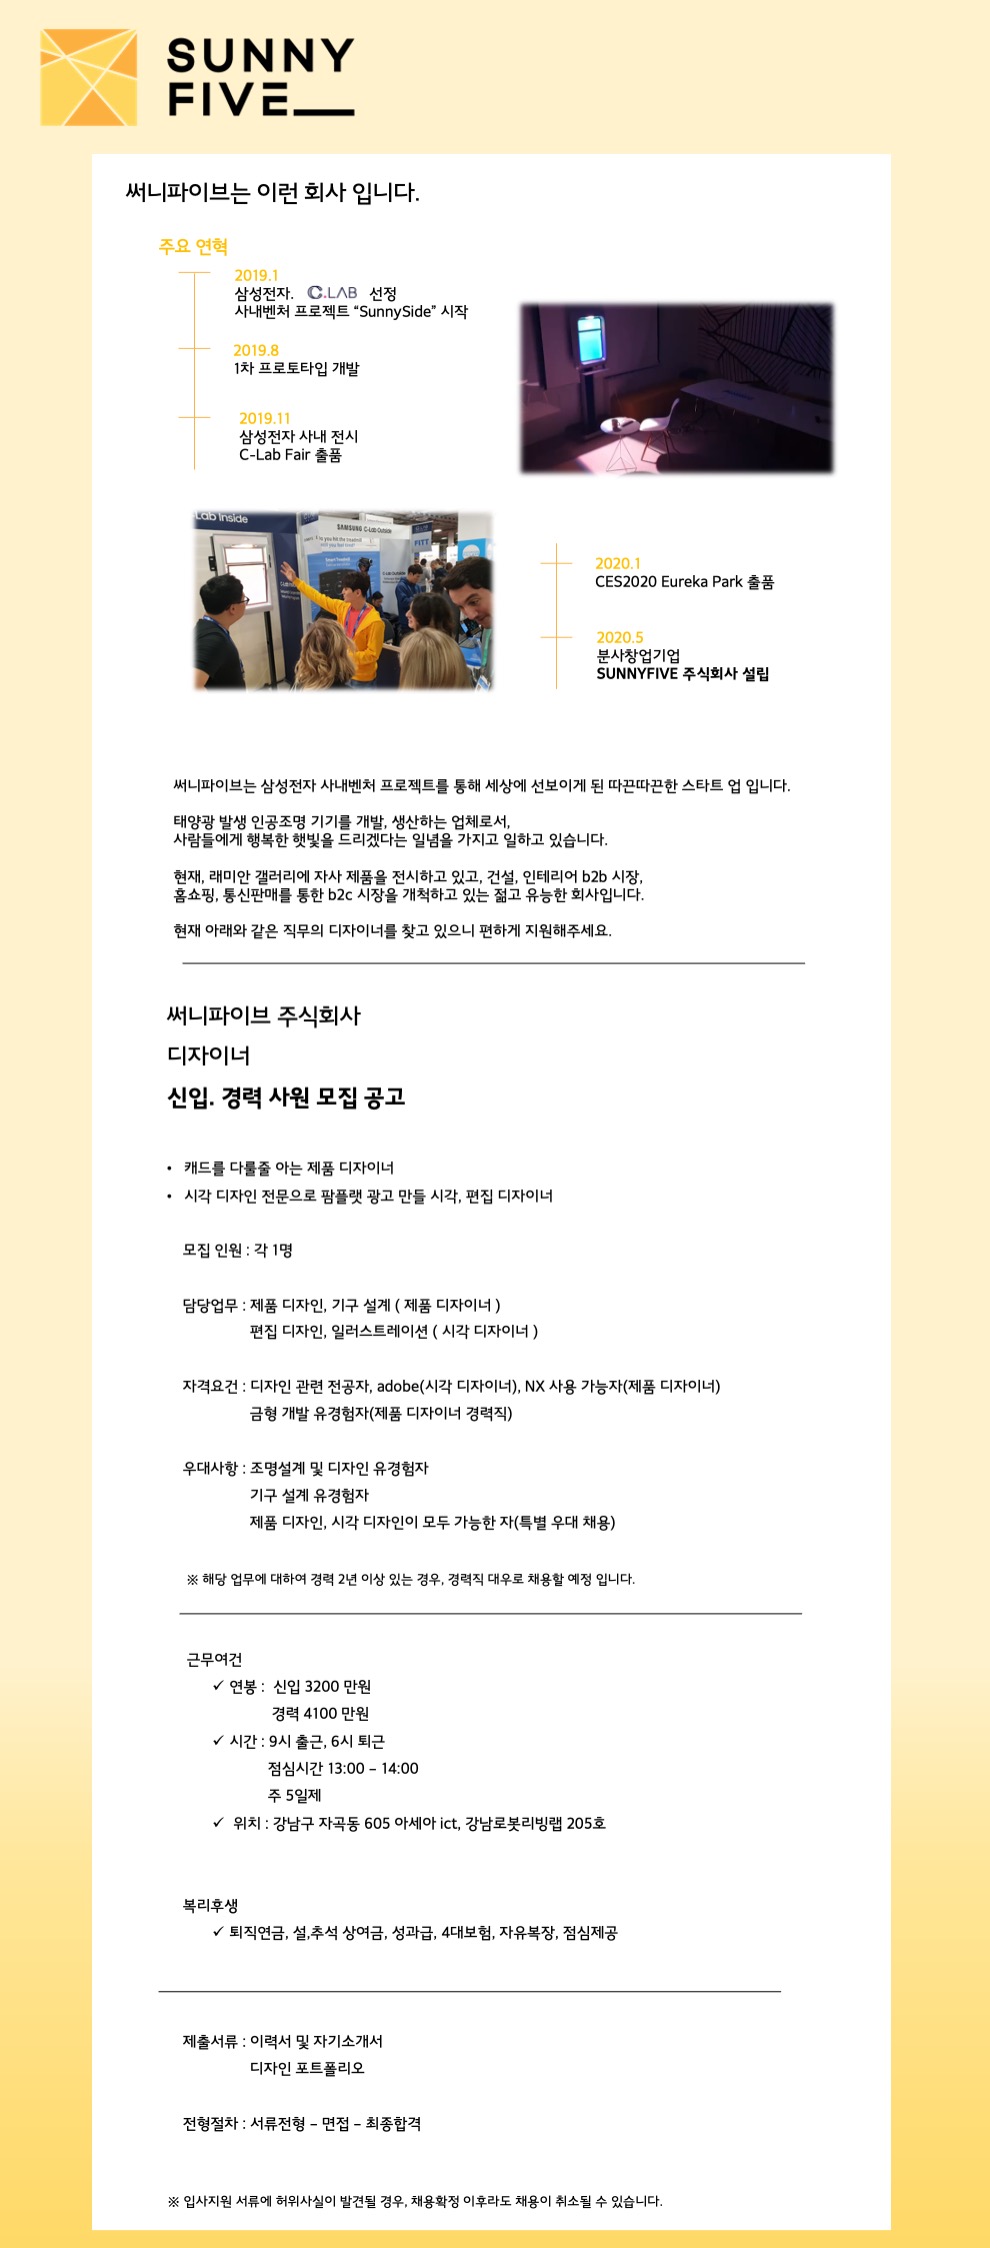 SUNNY
FIVE
써니파이브는 이런 회사 입니다.
주요 연혁
2019.1
삼성전자. C.LAB 선정
사내벤처 프로젝트 “SunnySide” 시작
2019.8
1차 프로토타입 개발
2019.11
삼성전자 사내 전시
C-Lab Fair 출품
Lab Inside
SAMSUNG C-Lab Outside
FITT
2020.1
CES2020 Eureka Park 출품
2020.5
분사창업기업
SUNNYFIVE 주식회사 설립
써니파이브는 삼성전자 사내벤처 프로젝트를 통해 세상에 선보이게 된 따끈따끈한 스타트 업 입니다.
태양광 발생 인공조명 기기를 개발, 생산하는 업체로서,
사람들에게 행복한 햇빛을 드리겠다는 일념을 가지고 일하고 있습니다.
현재, 래미안 갤러리에 자사 제품을 전시하고 있고, 건설, 인테리어 b2b 시장,
홈쇼핑, 통신판매를 통한 b2c 시장을 개척하고 있는 젊고 유능한 회사입니다.
현재 아래와 같은 직무의 디자이너를 찾고 있으니 편하게 지원해주세요.
써니파이브 주식회사
디자이너
신입. 경력 사원 모집 공고
• 캐드를 다룰줄 아는 제품 디자이너
• 시각 디자인 전문으로 팜플랫 광고 만들 시각, 편집 디자이너
모집 인원 : 각 1명
담당업무 : 제품 디자인, 기구 설계 ( 제품 디자이너 )
편집 디자인, 일러스트레이션 ( 시각 디자이너 )
자격요건 : 디자인 관련 전공자, adobe(시각 디자이너), NX 사용 가능자(제품 디자이너)
금형 개발 유경험자(제품 디자이너 경력직)
우대사항 : 조명설계 및 디자인 유경험자
기구 설계 유경험자
제품 디자인, 시각 디자인이 모두 가능한 자(특별 우대 채용)
※ 해당 업무에 대하여 경력 2년 이상 있는 경우, 경력직 대우로 채용할 예정 입니다.
근무여건
✓ 연봉 : 신입 3200 만원
경력 4100 만원
✓ 시간 : 9시 출근, 6시 퇴근
점심시간 13:00 – 14:00
주 5일제
✓ 위치 : 강남구 자곡동 605 아세아 ict, 강남로봇리빙랩 205호
복리후생
✓ 퇴직연금, 설,추석 상여금, 성과급, 4대보험, 자유복장, 점심제공
제출서류 : 이력서 및 자기소개서
디자인 포트폴리오
전형절차 : 서류전형 – 면접 – 최종합격
※ 입사지원 서류에 허위사실이 발견될 경우, 채용확정 이후라도 채용이 취소될 수 있습니다.